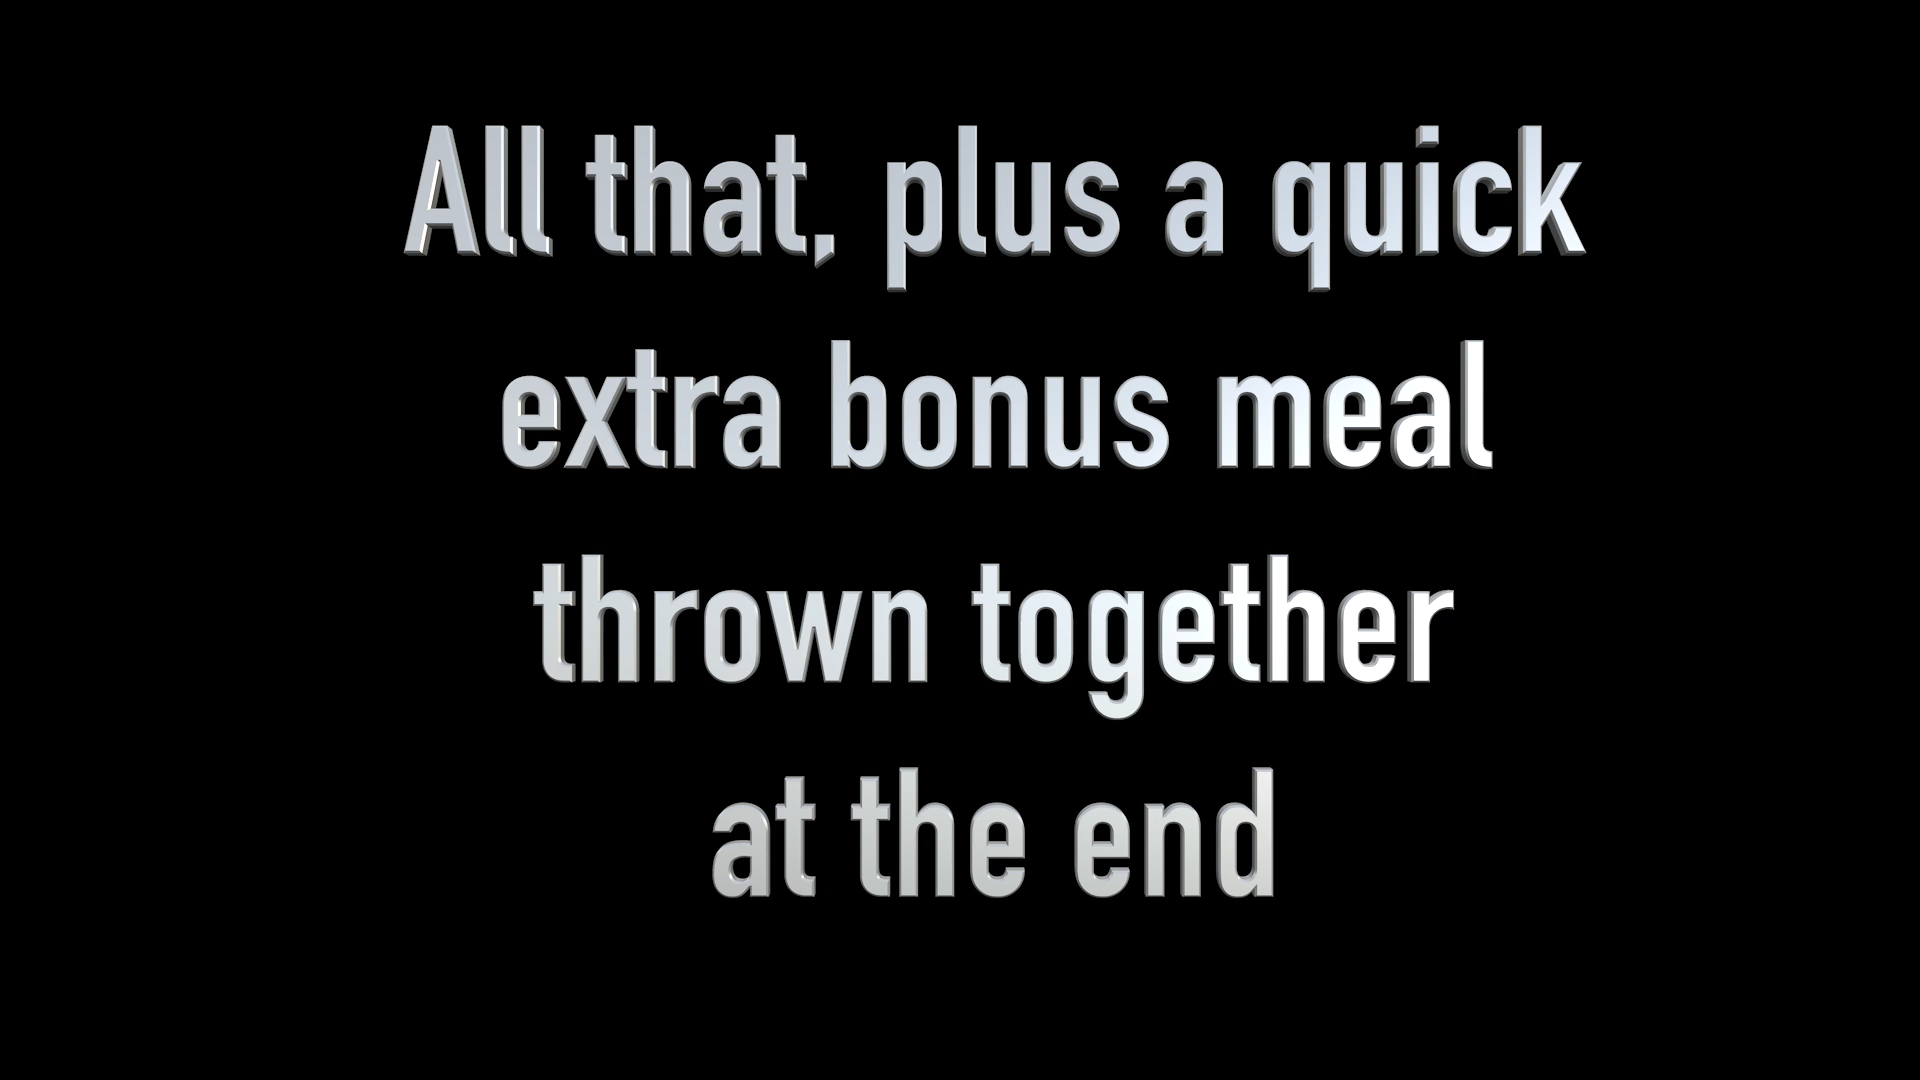 All that, plus a quick
extra bonus meal
thrown together
at the end